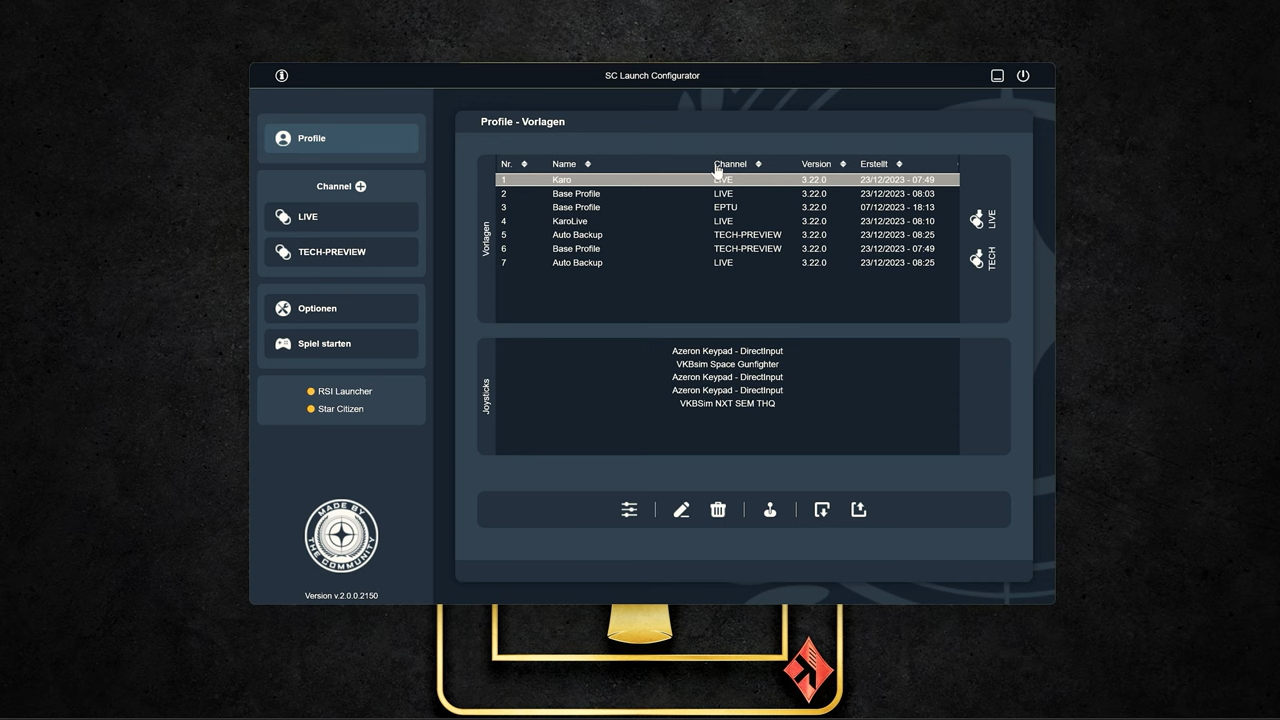 SC Launch Configurator
Profile
Channel
LIVE
TECH-PREVIEW
Optionen
Spiel starten
RSI Launcher
Star Citizen
MADE BY
THE COMMUNITY
Version v.2.0.0.2150
Profile - Vorlagen
Vorlagen
Nr. Name Channel Version Erstellt
1 Karo LIVE 3.22.0 23/12/2023 - 07:49
2 Base Profile LIVE 3.22.0 23/12/2023 - 08:03
3 Base Profile EPTU 3.22.0 07/12/2023 - 18:13
4 KaroLive LIVE 3.22.0 23/12/2023 - 08:10
5 Auto Backup TECH-PREVIEW 3.22.0 23/12/2023 - 08:25
6 Base Profile TECH-PREVIEW 3.22.0 23/12/2023 - 07:49
7 Auto Backup LIVE 3.22.0 23/12/2023 - 08:25
LIVE
TECH
Joysticks
Azeron Keypad - DirectInput
VKBsim Space Gunfighter
Azeron Keypad - DirectInput
Azeron Keypad - DirectInput
VKBSim NXT SEM THQ